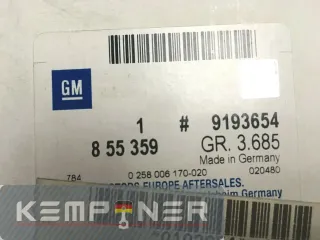 GM
1 # 9193654
8 55 359 GR. 3.685
Made in Germany
784 0 258 006 170-020 020480
EUROPE AFTERSALES.
Germany
KEMPTNER